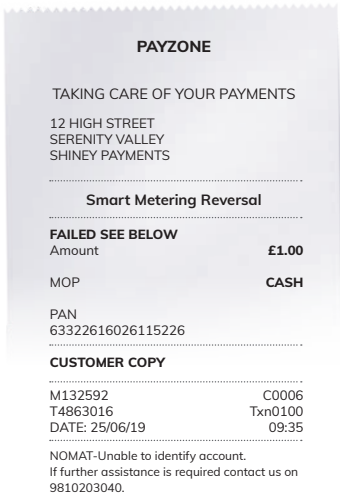 PAYZONE
TAKING CARE OF YOUR PAYMENTS
12 HIGH STREET
SERENITY VALLEY
SHINEY PAYMENTS
Smart Metering Reversal
FAILED SEE BELOW
Amount £1.00
MOP CASH
PAN
63322616026115226
CUSTOMER COPY
M132592 C0006
T4863016 Txn0100
DATE: 25/06/19 09:35
NOMAT-Unable to identify account.
If further assistance is required contact us on
9810203040.